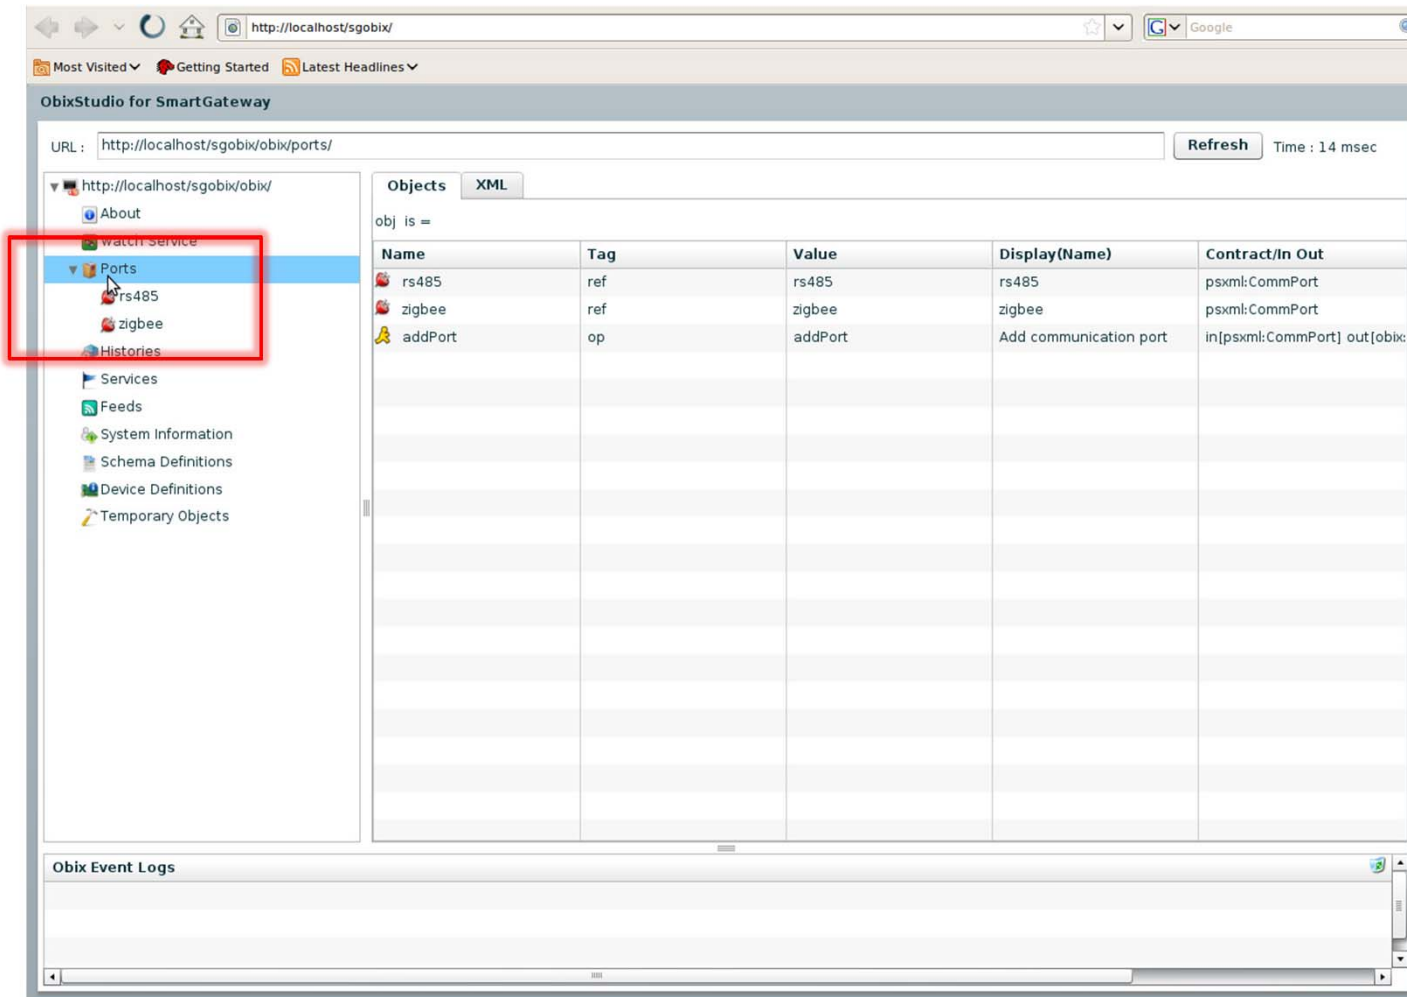 http://localhost/sgobix/
Google
Most Visited Getting Started Latest Headlines
ObixStudio for SmartGateway
URL : http://localhost/sgobix/obix/ports/ Refresh Time : 14 msec
http://localhost/sgobix/obix/
About
Watch Service
Ports
rs485
zigbee
Histories
Services
Feeds
System Information
Schema Definitions
Device Definitions
Temporary Objects
Objects XML
obj is =
Name Tag Value Display(Name) Contract/In Out
rs485 ref rs485 rs485 psxml:CommPort
zigbee ref zigbee zigbee psxml:CommPort
addPort op addPort Add communication port in[psxml:CommPort] out[obix:
Obix Event Logs